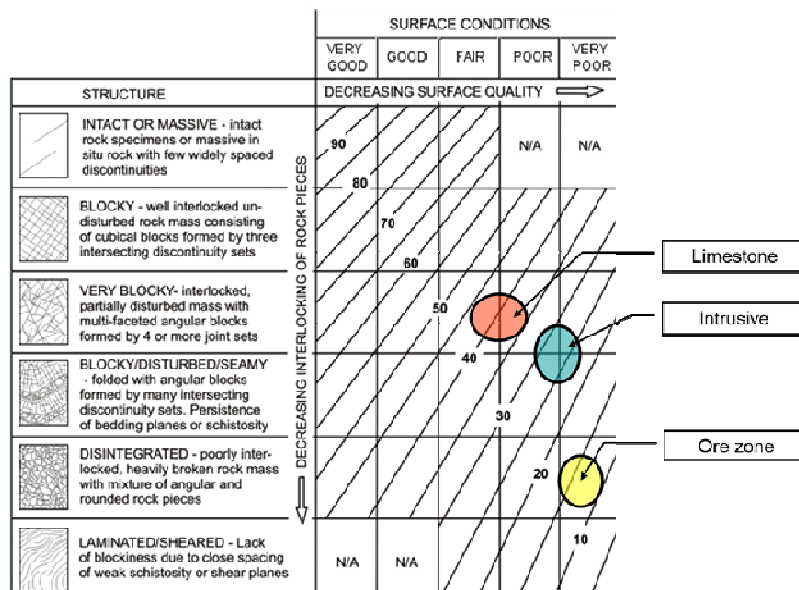 SURFACE CONDITIONS
VERY GOOD
GOOD
FAIR
POOR
VERY POOR
STRUCTURE
DECREASING SURFACE QUALITY
DECREASING INTERLOCKING OF ROCK PIECES
INTACT OR MASSIVE - intact
rock specimens or massive in
situ rock with few widely spaced
discontinuities
90
N/A
N/A
80
BLOCKY - well interlocked un-
disturbed rock mass consisting
of cubical blocks formed by three
intersecting discontinuity sets
70
60
Limestone
VERY BLOCKY- interlocked,
partially disturbed mass with
multi-faceted angular blocks
formed by 4 or more joint sets
50
Intrusive
40
BLOCKY/DISTURBED/SEAMY
- folded with angular blocks
formed by many intersecting
discontinuity sets. Persistence
of bedding planes or schistosity
30
Ore zone
DISINTEGRATED - poorly inter-
locked, heavily broken rock mass
with mixture of angular and
rounded rock pieces
20
10
LAMINATED/SHEARED - Lack
of blockiness due to close spacing
of weak schistosity or shear planes
N/A
N/A